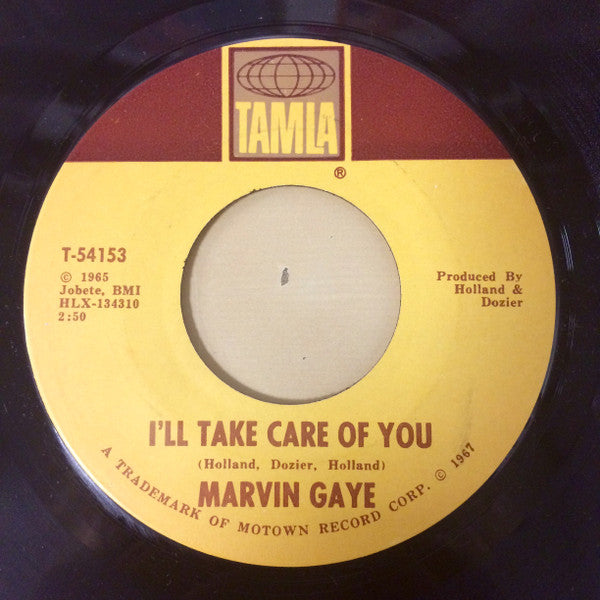 TAMLA
®
T-54153
© 1965
Jobete, BMI
HLX-134310
2:50
Produced By
Holland &
Dozier
I'LL TAKE CARE OF YOU
(Holland, Dozier, Holland)
MARVIN GAYE
A TRADEMARK OF MOTOWN RECORD CORP. © 1967